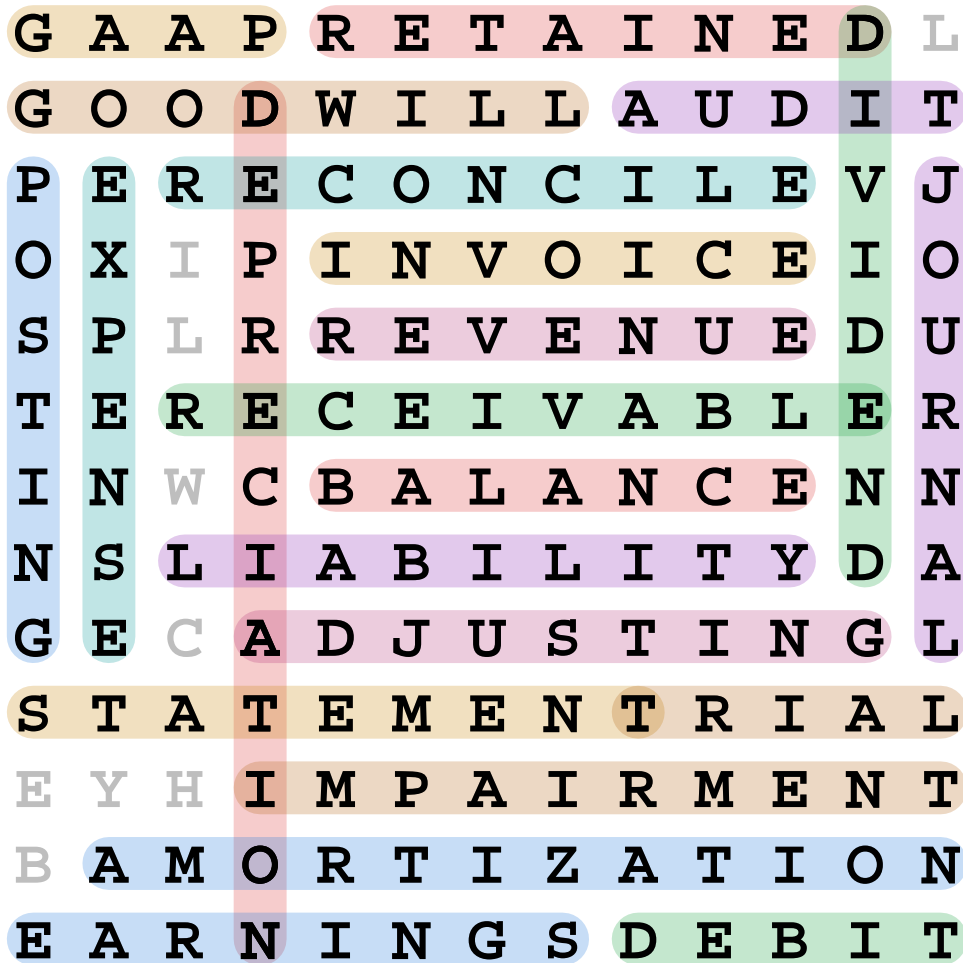 G A A P R E T A I N E D L
G O O D W I L L A U D I T
P E R E C O N C I L E V J
O X I P I N V O I C E I O
S P L R R E V E N U E D U
T E R E C E I V A B L E R
I N W C B A L A N C E N N
N S L I A B I L I T Y D A
G E C A D J U S T I N G L
S T A T E M E N T R I A L
E Y H I M P A I R M E N T
B A M O R T I Z A T I O N
E A R N I N G S D E B I T